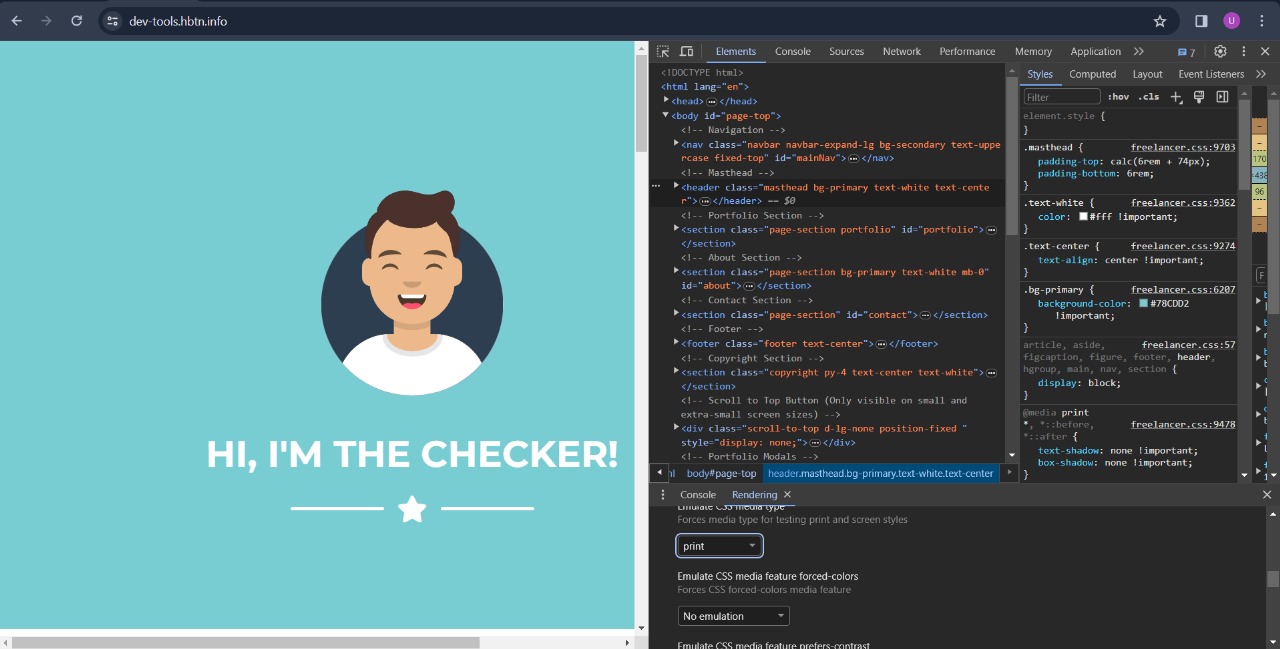 dev-tools.hbtn.info
U
Elements Console Sources Network Performance Memory Application 7
<!DOCTYPE html>
<html lang="en">
<head> ••• </head>
<body id="page-top">
<!-- Navigation -->
<nav class="navbar navbar-expand-lg bg-secondary text-uppe
rcase fixed-top" id="mainNav"> ••• </nav>
<!-- Masthead -->
<header class="masthead bg-primary text-white text-cente
r"> ••• </header> == $0
<!-- Portfolio Section -->
<section class="page-section portfolio" id="portfolio"> •••
</section>
<!-- About Section -->
<section class="page-section bg-primary text-white mb-0"
id="about"> ••• </section>
<!-- Contact Section -->
<section class="page-section" id="contact"> ••• </section>
<!-- Footer -->
<footer class="footer text-center"> ••• </footer>
<!-- Copyright Section -->
<section class="copyright py-4 text-center text-white"> •••
</section>
<!-- Scroll to Top Button (Only visible on small and
extra-small screen sizes) -->
<div class="scroll-to-top d-lg-none position-fixed "
style="display: none;"> ••• </div>
<!-- Portfolio Modals -->
body#page-top header.masthead.bg-primary.text-white.text-center
Styles Computed Layout Event Listeners
Filter :hov .cls
element.style {
}
.masthead { freelancer.css:9703
padding-top: calc(6rem + 74px);
padding-bottom: 6rem;
}
.text-white { freelancer.css:9362
color: #fff !important;
}
.text-center { freelancer.css:9274
text-align: center !important;
}
.bg-primary { freelancer.css:6207
background-color: #78CDD2
!important;
}
article, aside, freelancer.css:57
figcaption, figure, footer, header,
hgroup, main, nav, section {
display: block;
}
@media print
*, *::before, freelancer.css:9478
*::after {
text-shadow: none !important;
box-shadow: none !important;
}
170
438
96
HI, I'M THE CHECKER!
Console Rendering
Emulate CSS media type
Forces media type for testing print and screen styles
print
Emulate CSS media feature forced-colors
Forces CSS forced-colors media feature
No emulation
Emulate CSS media feature prefers-contrast